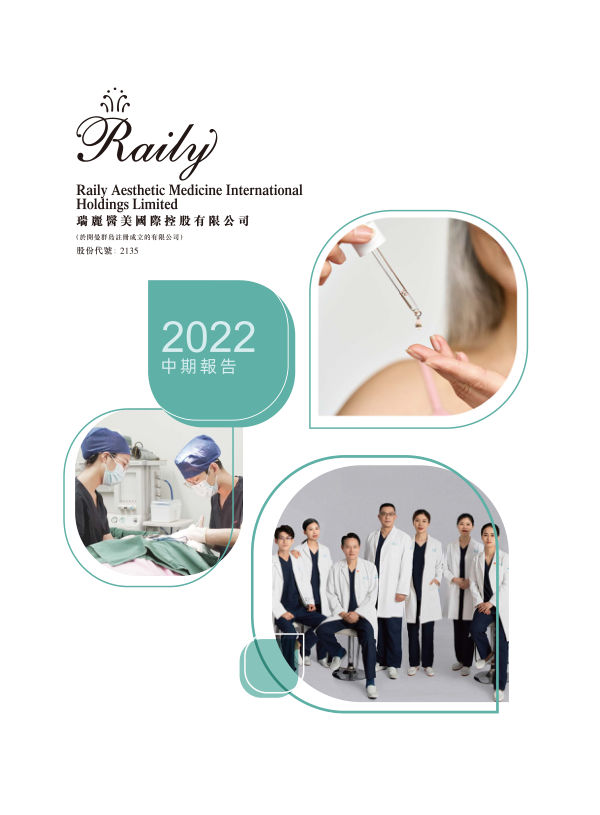 Raily
Raily Aesthetic Medicine International
Holdings Limited
瑞麗醫美國際控股有限公司
(於開曼群島註冊成立的有限公司)
股份代號：2135
2022
中期報告